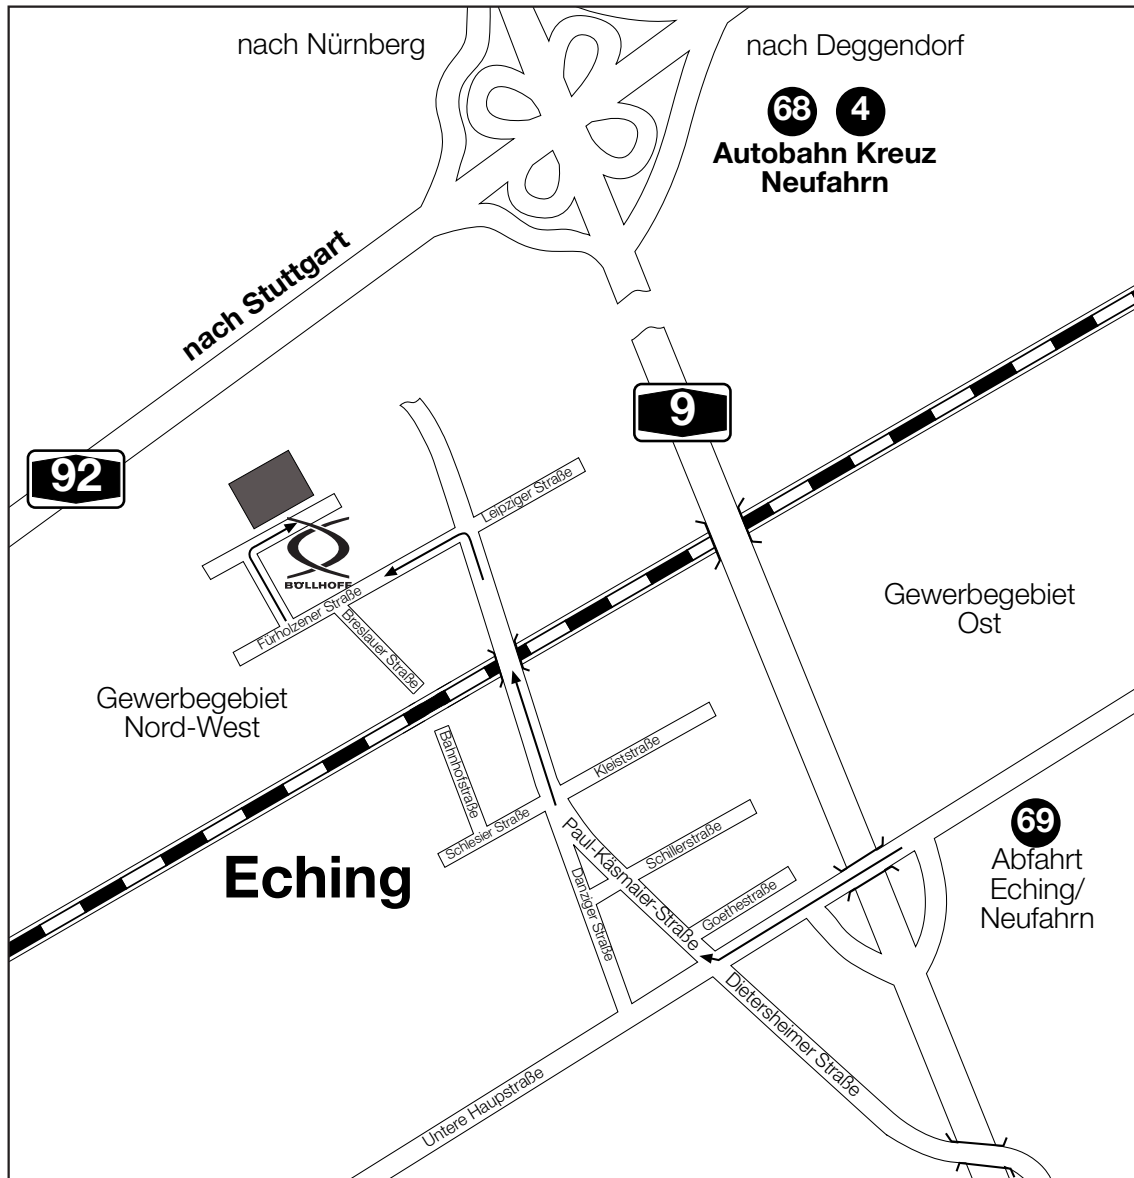 nach Nürnberg
nach Deggendorf
68 4
Autobahn Kreuz
Neufahrn
nach Stuttgart
9
92
Leipziger Straße
BÖLLHOFF
Fürholzener Straße
Breslauer Straße
Gewerbegebiet
Ost
Gewerbegebiet
Nord-West
Bahnhofstraße
Kleiststraße
Schlesier Straße
Paul-Käsmaier-Straße
Schillerstraße
69
Abfahrt
Eching/
Neufahrn
Eching
Danziger Straße
Goethestraße
Dietersheimer Straße
Untere Haupstraße